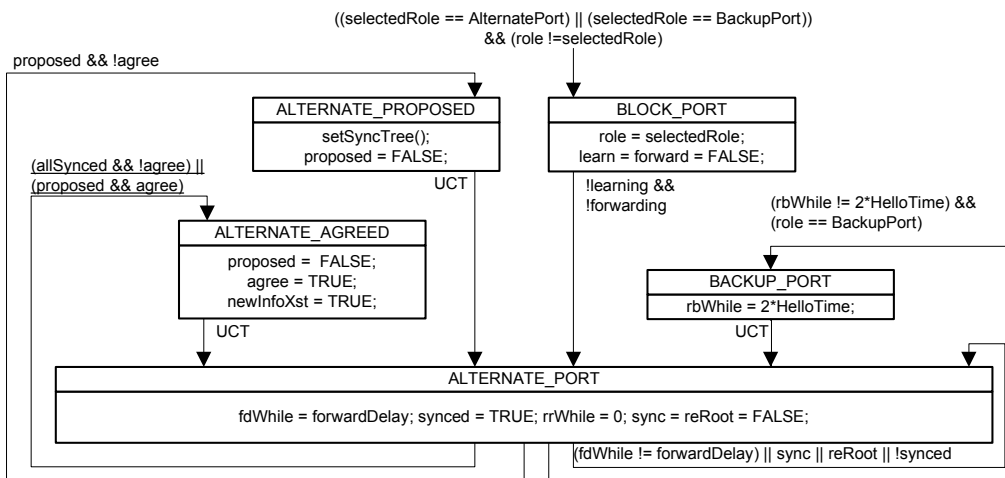 ((selectedRole == AlternatePort) || (selectedRole == BackupPort))
&& (role !=selectedRole)
proposed && !agree
ALTERNATE_PROPOSED
setSyncTree();
proposed = FALSE;
UCT
BLOCK_PORT
role = selectedRole;
learn = forward = FALSE;
!learning &&
!forwarding
(allSynced && !agree) ||
(proposed && agree)
ALTERNATE_AGREED
proposed = FALSE;
agree = TRUE;
newInfoXst = TRUE;
UCT
(rbWhile != 2*HelloTime) &&
(role == BackupPort)
BACKUP_PORT
rbWhile = 2*HelloTime;
UCT
ALTERNATE_PORT
fdWhile = forwardDelay; synced = TRUE; rrWhile = 0; sync = reRoot = FALSE;
(fdWhile != forwardDelay) || sync || reRoot || !synced